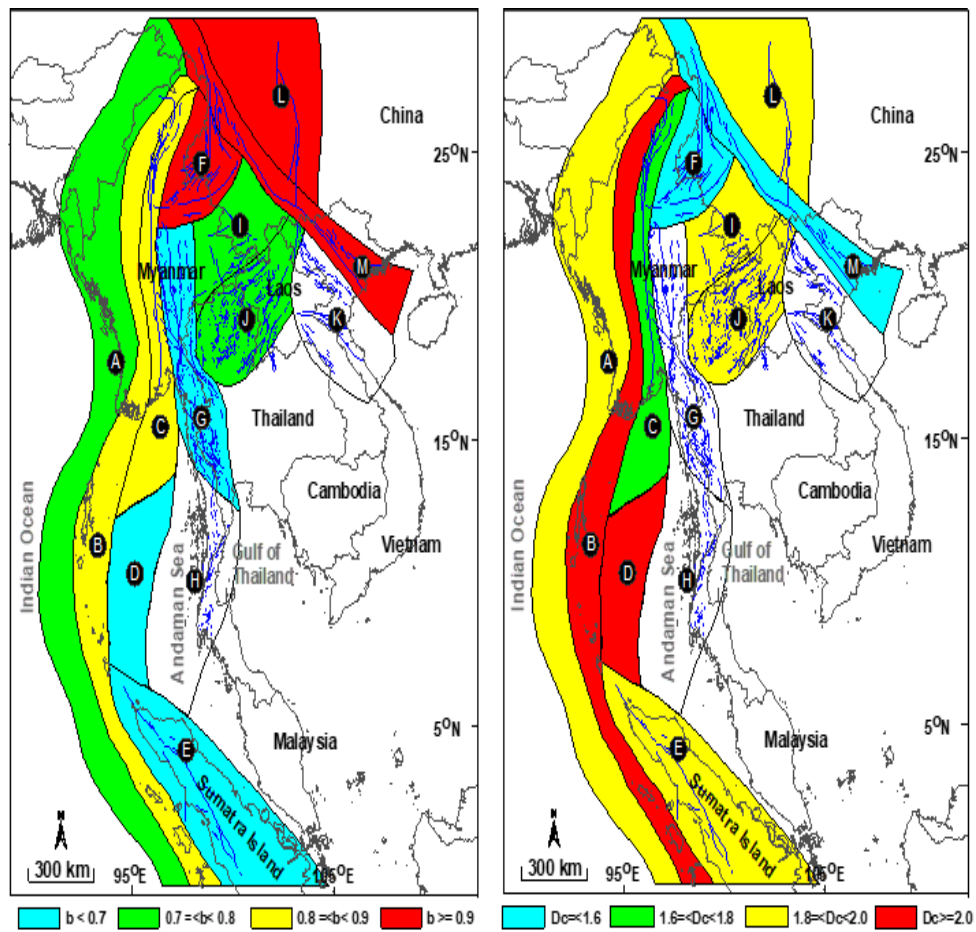 China
25°N
L
F
I
Myanmar
Laos
M
J
K
A
Thailand
C
G
15°N
Cambodia
Indian Ocean
B
Vietnam
Gulf of
Thailand
D
Andaman Sea
H
5°N
Malaysia
E
Sumatra Island
N
300 km
95°E
105°E
b < 0.7
0.7 =<b< 0.8
0.8 =<b< 0.9
b >= 0.9
China
25°N
L
F
I
Myanmar
Laos
M
J
K
A
Thailand
C
G
15°N
Cambodia
Indian Ocean
B
Vietnam
Gulf of
Thailand
D
Andaman Sea
H
5°N
Malaysia
E
Sumatra Island
N
300 km
95°E
105°E
Dc=<1.6
1.6=<Dc<1.8
1.8=<Dc<2.0
Dc>=2.0